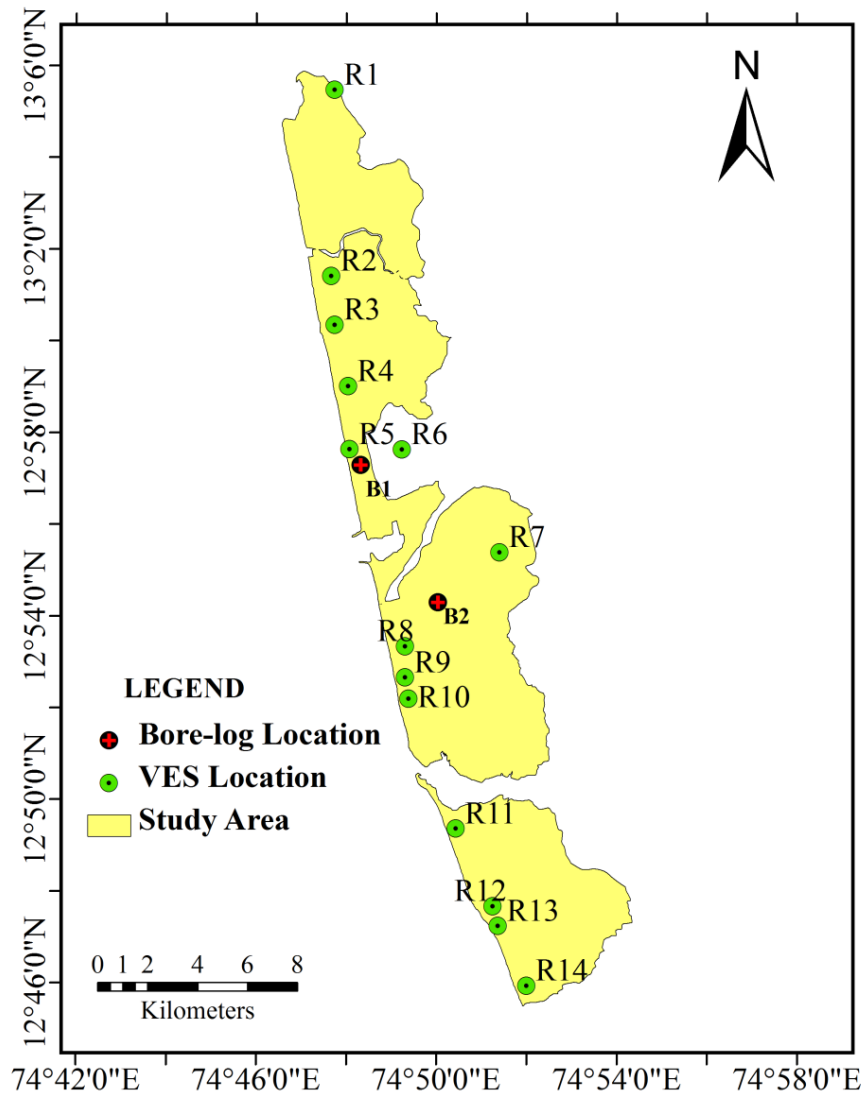 N
13°6'0"N
R1
13°2'0"N
R2
R3
R4
12°58'0"N
R5
R6
B1
R7
12°54'0"N
B2
R8
R9
R10
LEGEND
Bore-log Location
VES Location
Study Area
12°50'0"N
R11
R12
R13
R14
12°46'0"N
0 1 2 4 6 8
Kilometers
74°42'0"E 74°46'0"E 74°50'0"E 74°54'0"E 74°58'0"E